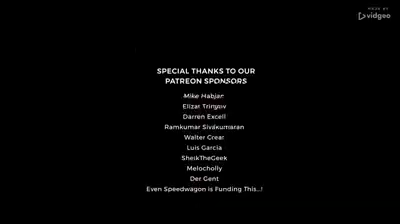 MADE BY
vidgeo
SPECIAL THANKS TO OUR
PATREON SPONSORS
Mike Habjan
Elizar Tringov
Darren Excell
Ramkumar Sivakumaran
Walter Crear
Luis Garcia
SheikTheGeek
Melocholly
Der Gent
Even Speedwagon is Funding This...!